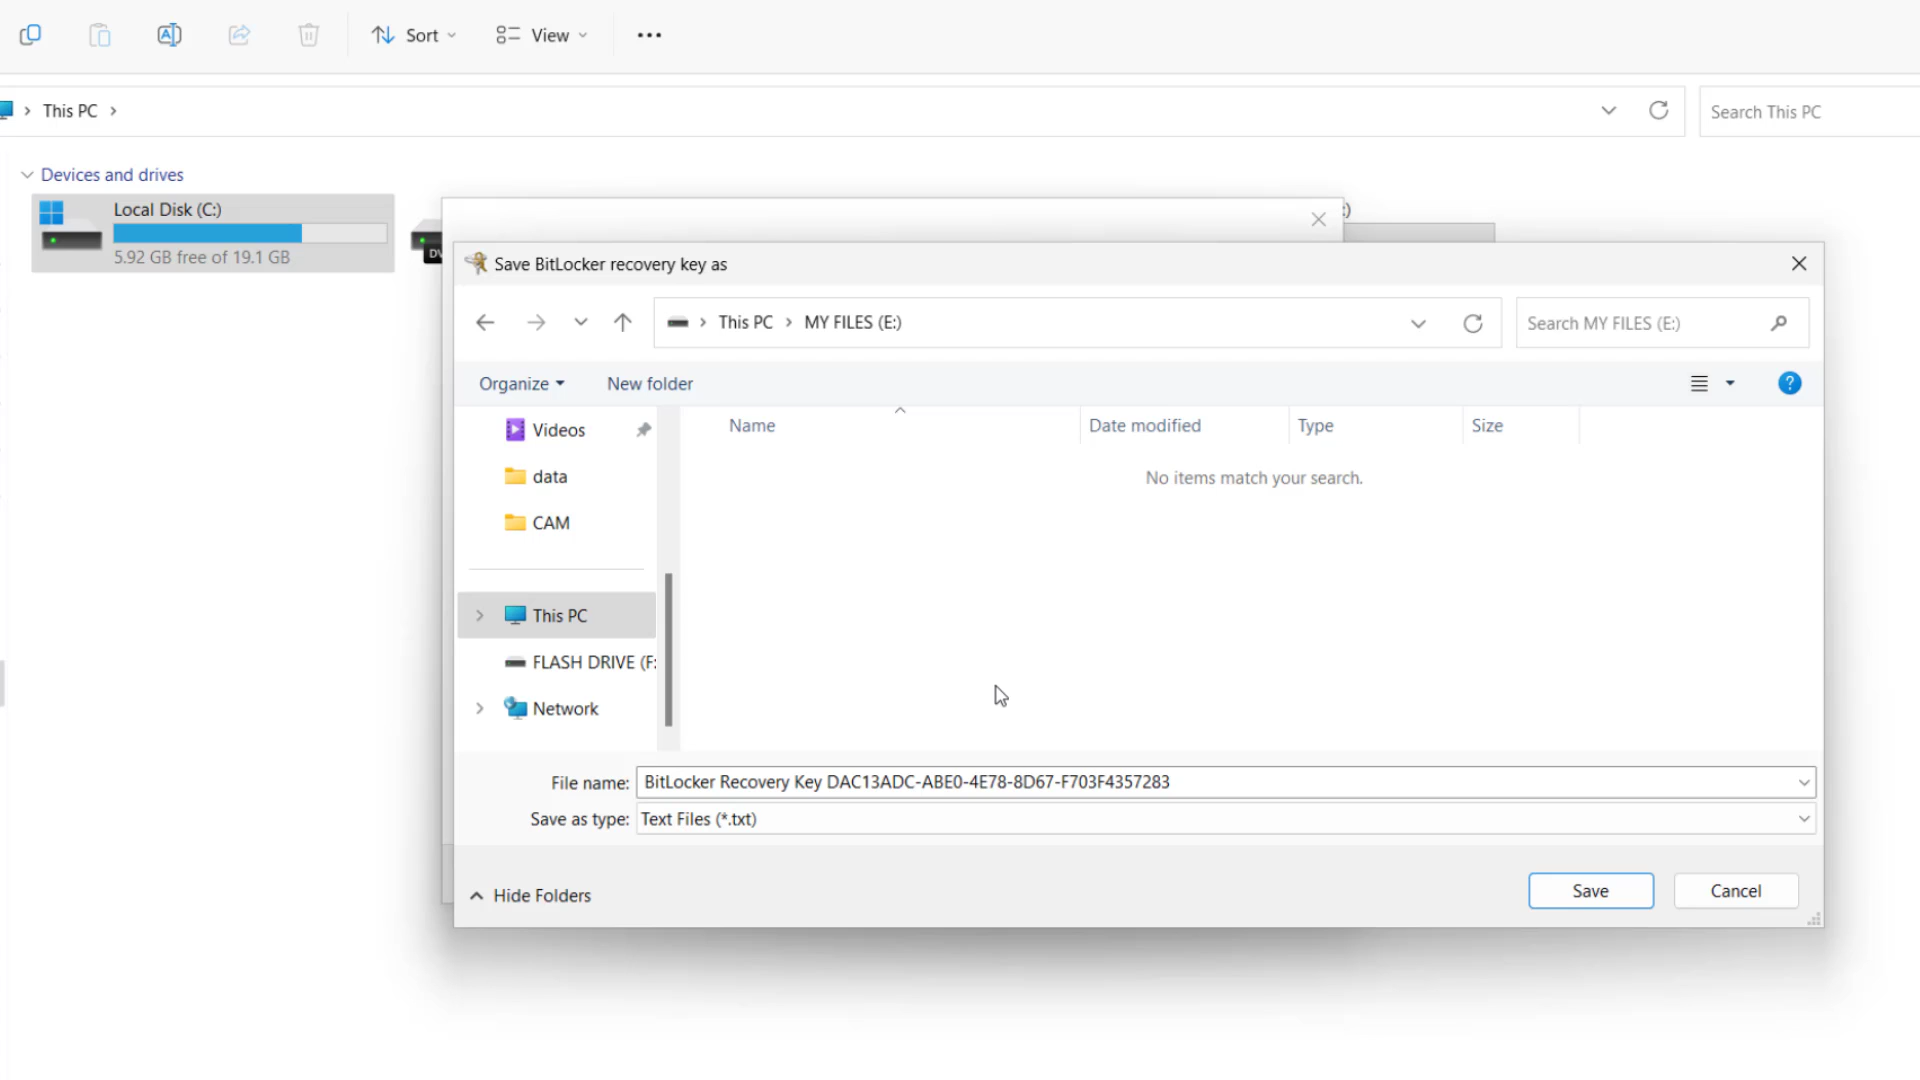 Sort
View
This PC
Search This PC
Devices and drives
Local Disk (C:)
5.92 GB free of 19.1 GB
DV
:)
Save BitLocker recovery key as
This PC
MY FILES (E:)
Search MY FILES (E:)
Organize
New folder
?
Videos
data
CAM
This PC
FLASH DRIVE (F:
Network
Name
Date modified
Type
Size
No items match your search.
File name:
BitLocker Recovery Key DAC13ADC-ABE0-4E78-8D67-F703F4357283
Save as type:
Text Files (*.txt)
Hide Folders
Save
Cancel